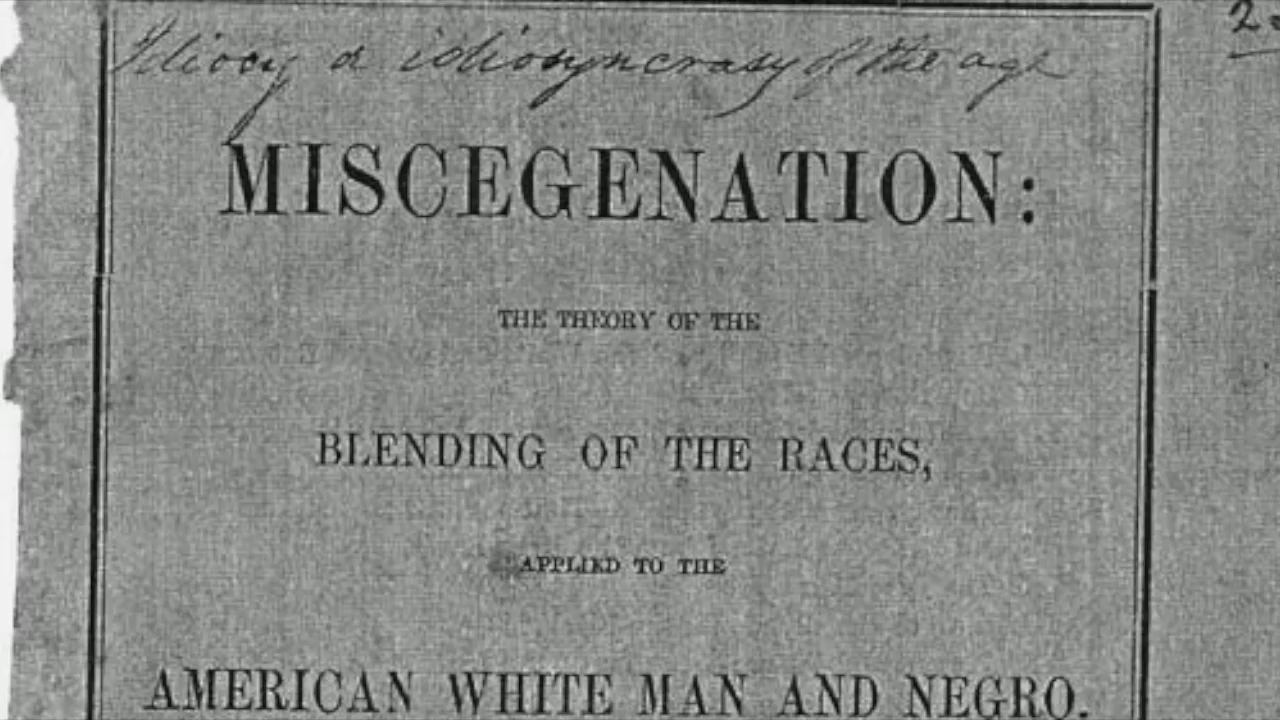 Idiocy a idiosyncrasy of the age
MISCEGENATION:
THE THEORY OF THE
BLENDING OF THE RACES,
APPLIED TO THE
AMERICAN WHITE MAN AND NEGRO.